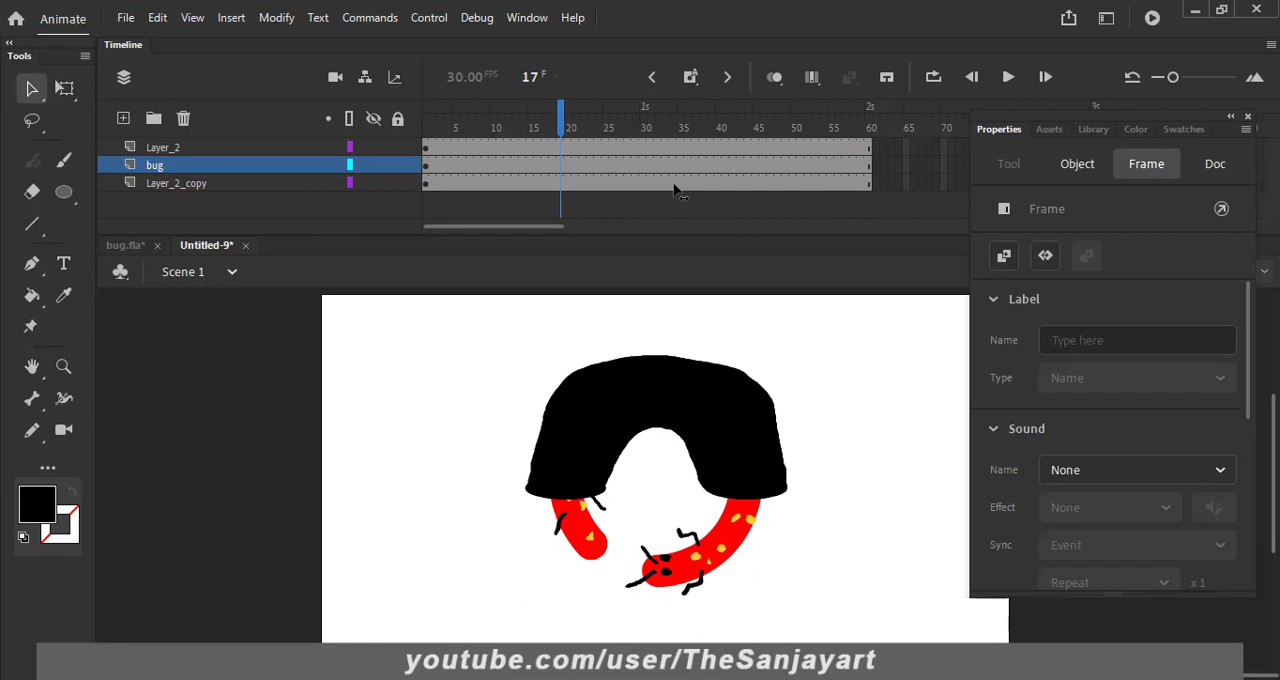 Animate File Edit View Insert Modify Text Commands Control Debug Window Help
Tools
Timeline
30.00 FPS 17 F
1s 2s 3s
5 10 15 20 25 30 35 40 45 50 55 60 65 70
Layer_2
bug
Layer_2_copy
bug.fla* Untitled-9*
Scene 1
Properties Assets Library Color Swatches
Tool Object Frame Doc
Frame
Label
Name Type here
Type Name
Sound
Name None
Effect None
Sync Event
Repeat x 1
youtube.com/user/TheSanjayart